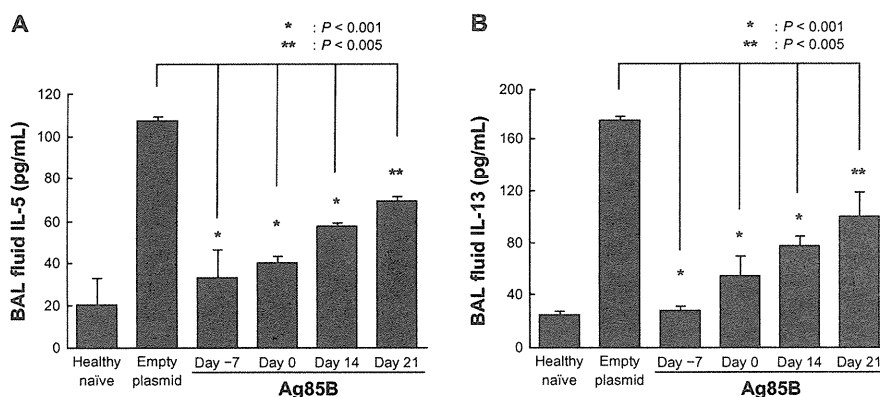 A
* : P < 0.001
** : P < 0.005
BAL fluid IL-5 (pg/mL)
120
100
80
60
40
20
0
*
*
*
**
Healthy naïve
Empty plasmid
Day −7
Day 0
Day 14
Day 21
Ag85B
B
* : P < 0.001
** : P < 0.005
BAL fluid IL-13 (pg/mL)
200
160
120
80
40
0
*
*
*
**
Healthy naïve
Empty plasmid
Day −7
Day 0
Day 14
Day 21
Ag85B